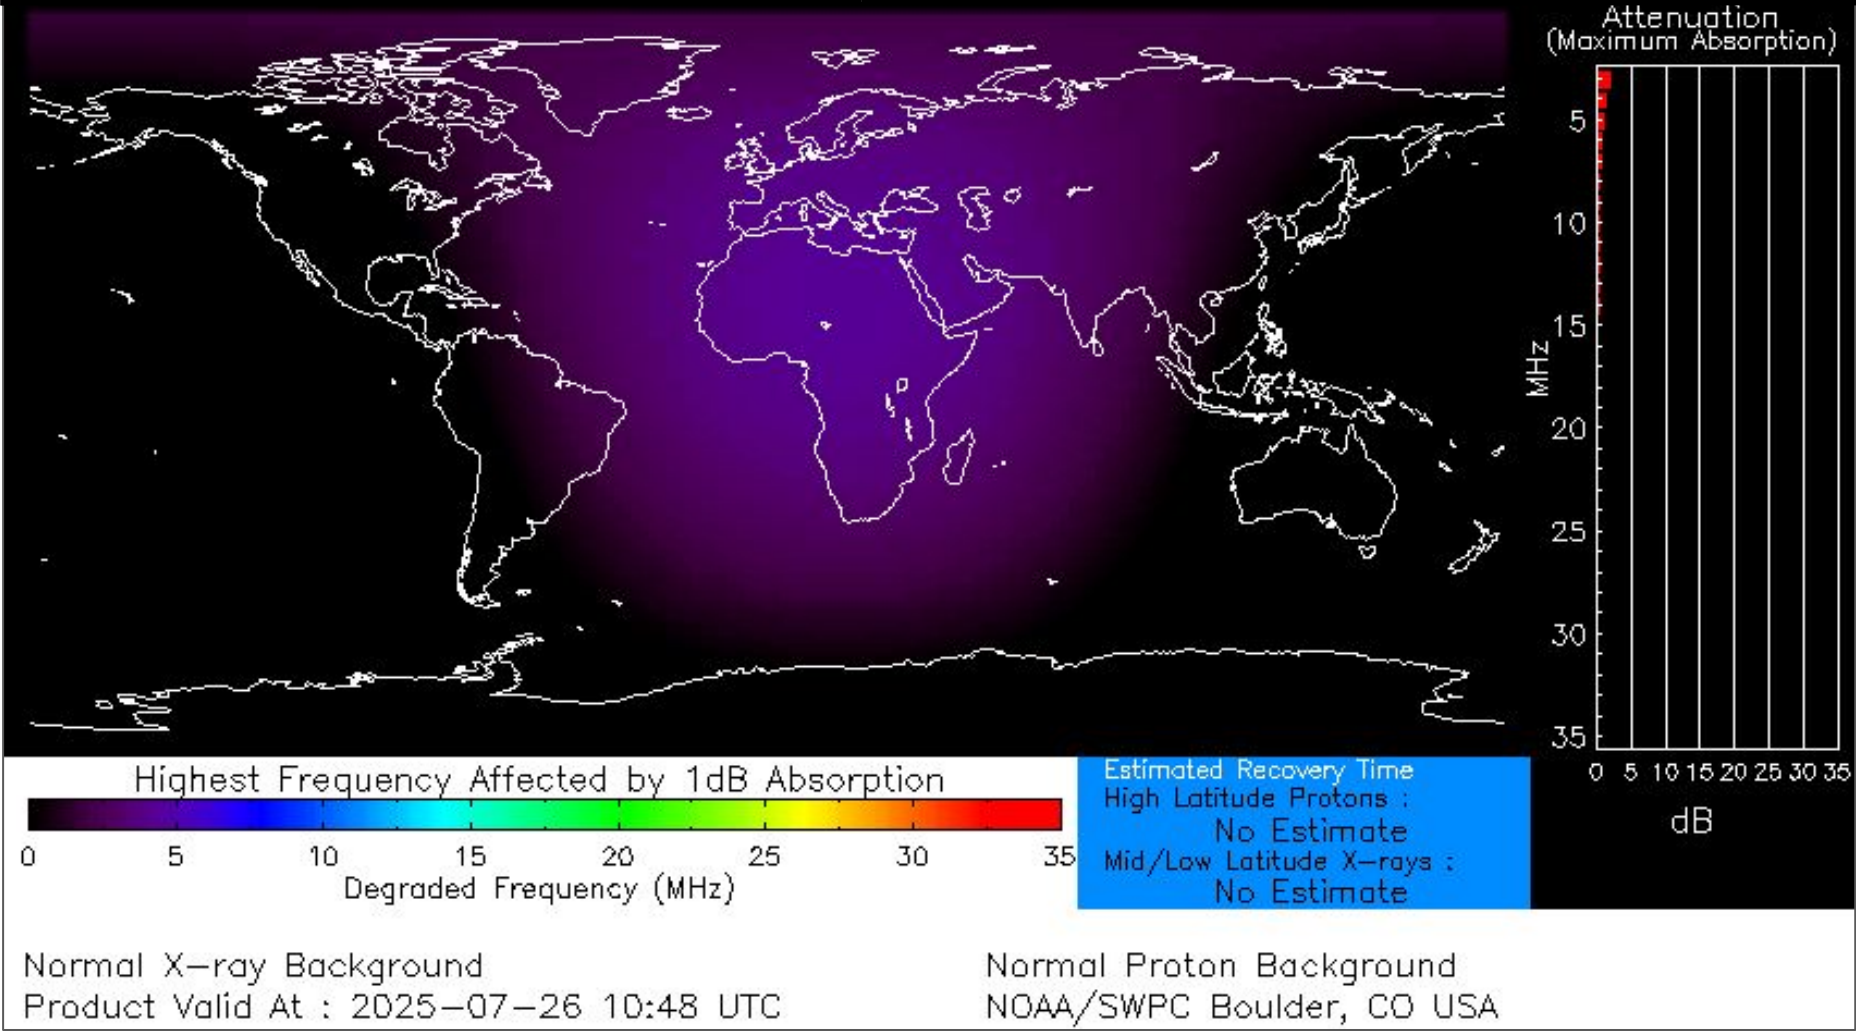 Attenuation
(Maximum Absorption)
5
10
15
20
25
30
35
MHz
0 5 10 15 20 25 30 35
dB
Highest Frequency Affected by 1dB Absorption
0 5 10 15 20 25 30 35
Degraded Frequency (MHz)
Estimated Recovery Time
High Latitude Protons :
No Estimate
Mid/Low Latitude X-rays :
No Estimate
Normal X-ray Background
Normal Proton Background
Product Valid At : 2025-07-26 10:48 UTC
NOAA/SWPC Boulder, CO USA